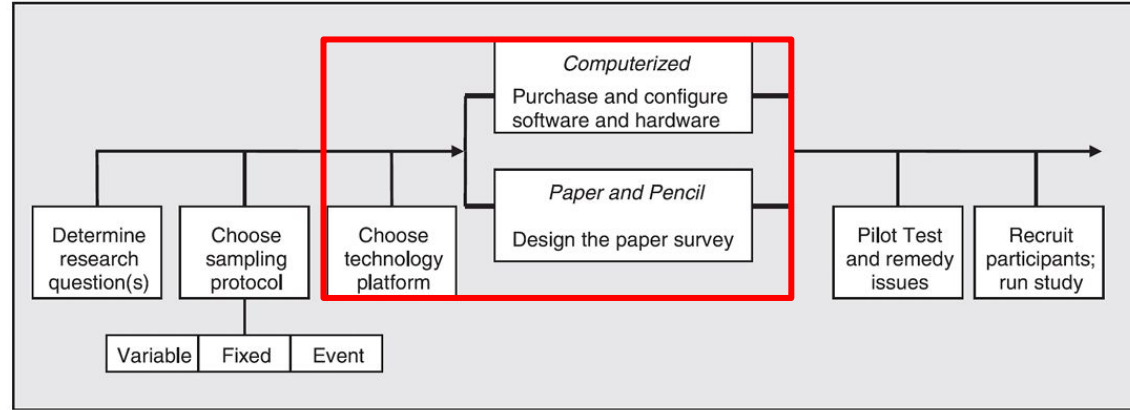 Computerized
Purchase and configure
software and hardware
Paper and Pencil
Design the paper survey
Determine
research
question(s)
Choose
sampling
protocol
Choose
technology
platform
Pilot Test
and remedy
issues
Recruit
participants;
run study
Variable
Fixed
Event